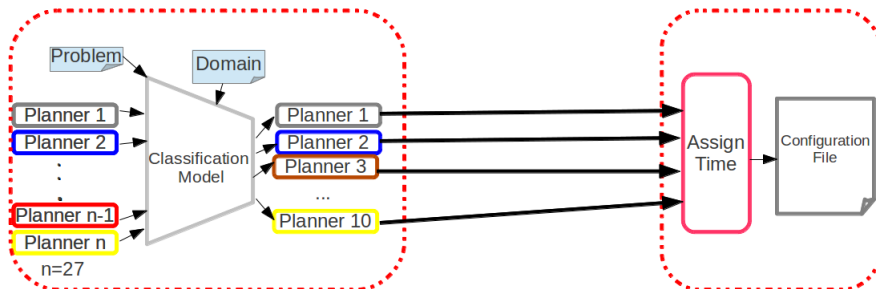 Problem
Domain
Planner 1
Planner 2
:
.
Planner n-1
Planner n
n=27
Classification
Model
Planner 1
Planner 2
Planner 3
...
Planner 10
Assign
Time
Configuration
File